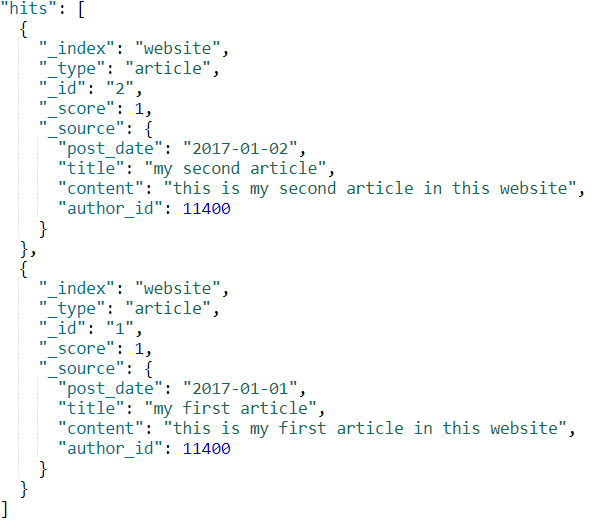 "hits": [
  {
    "_index": "website",
    "_type": "article",
    "_id": "2",
    "_score": 1,
    "_source": {
      "post_date": "2017-01-02",
      "title": "my second article",
      "content": "this is my second article in this website",
      "author_id": 11400
    }
  },
  {
    "_index": "website",
    "_type": "article",
    "_id": "1",
    "_score": 1,
    "_source": {
      "post_date": "2017-01-01",
      "title": "my first article",
      "content": "this is my first article in this website",
      "author_id": 11400
    }
  }
]